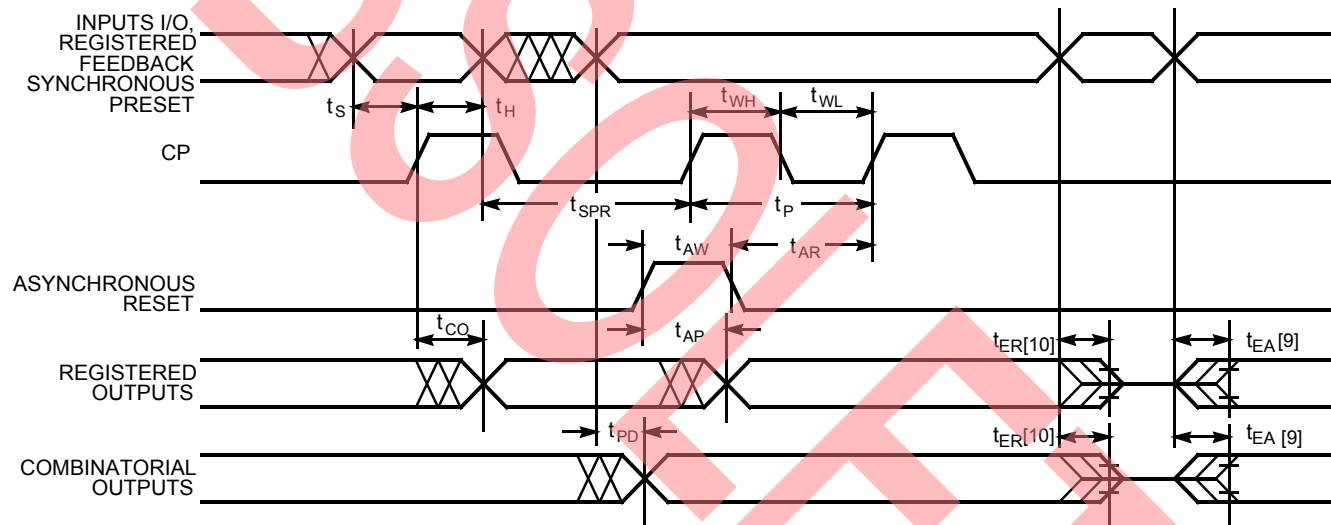 INPUTS I/O,
REGISTERED
FEEDBACK
SYNCHRONOUS
PRESET
tS
tH
tWH
tWL
CP
tSPR
tP
tAW
tAR
ASYNCHRONOUS
RESET
tCO
tAP
tER[10]
tEA[9]
REGISTERED
OUTPUTS
tPD
tER[10]
tEA [9]
COMBINATORIAL
OUTPUTS